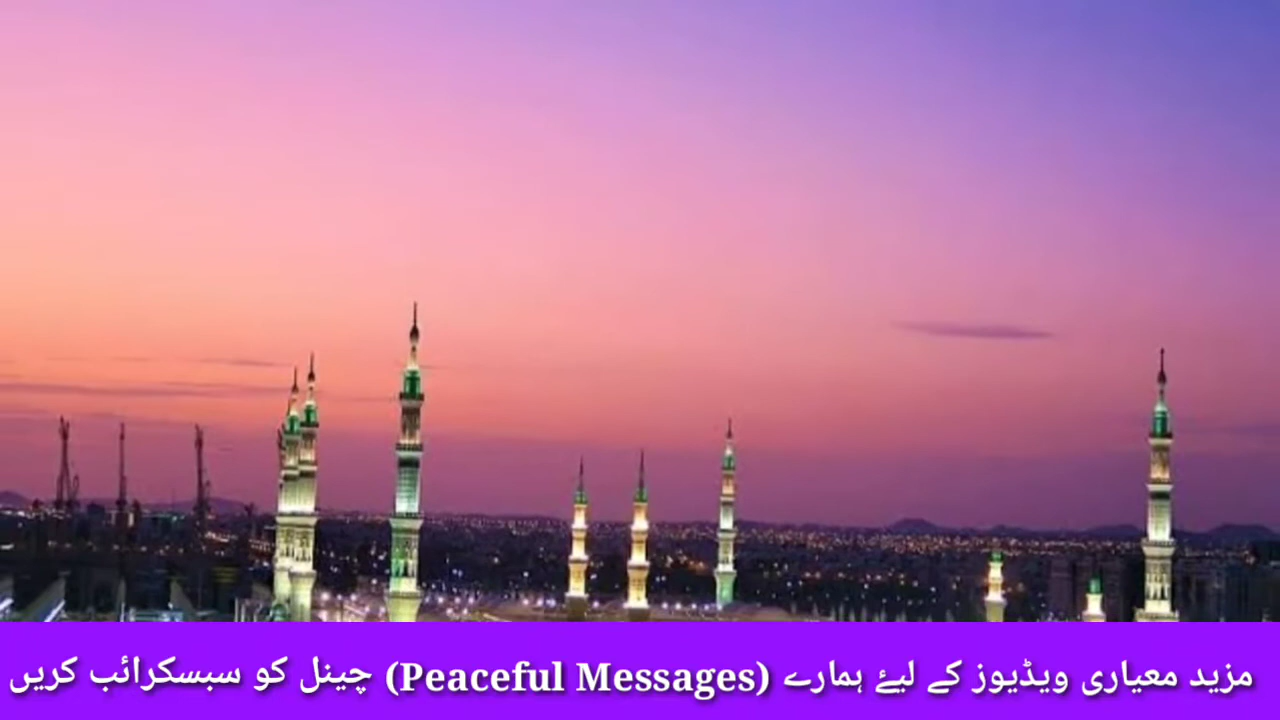 مزید معیاری ویڈیوز کے لیۓ ہمارے (Peaceful Messages) چینل کو سبسکرائب کریں